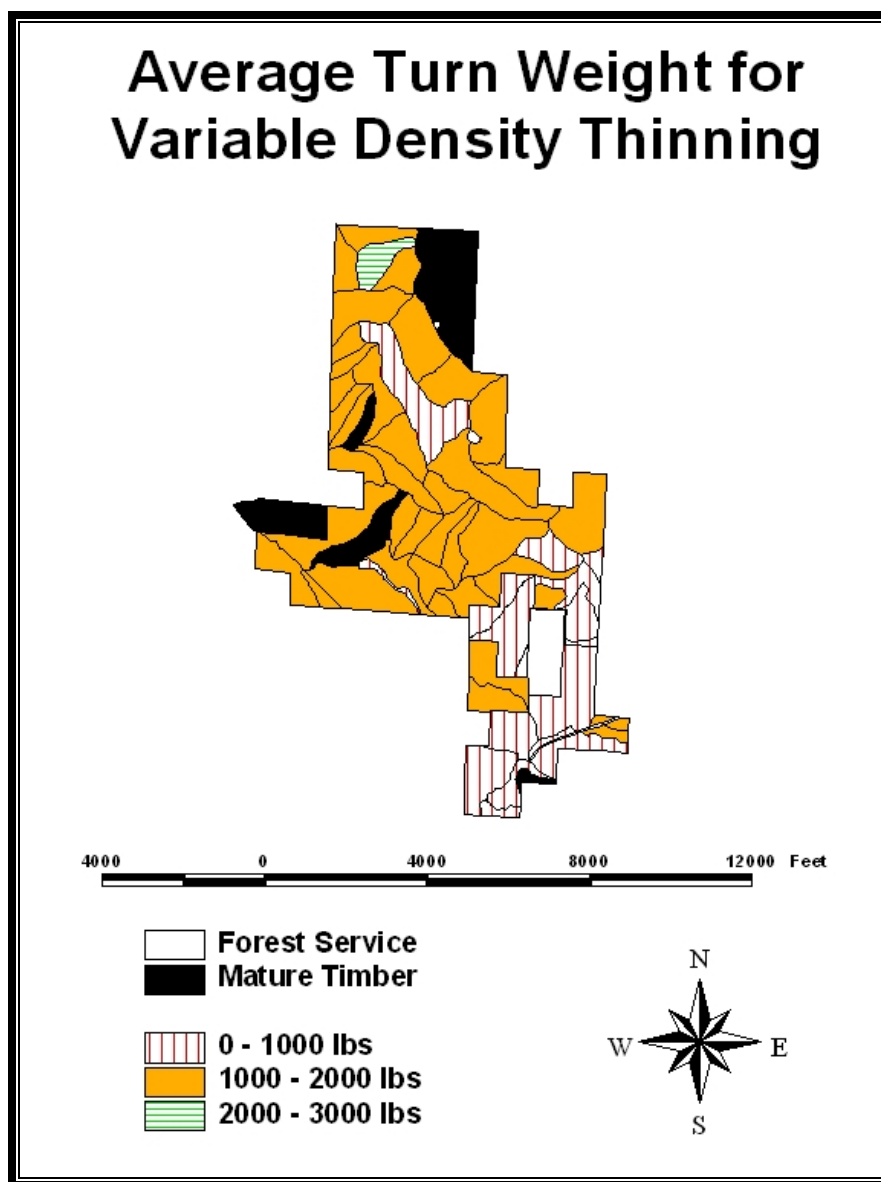 Average Turn Weight for
Variable Density Thinning
4000 0 4000 8000 12000 Feet
Forest Service
Mature Timber
0 - 1000 lbs
1000 - 2000 lbs
2000 - 3000 lbs
N
W E
S